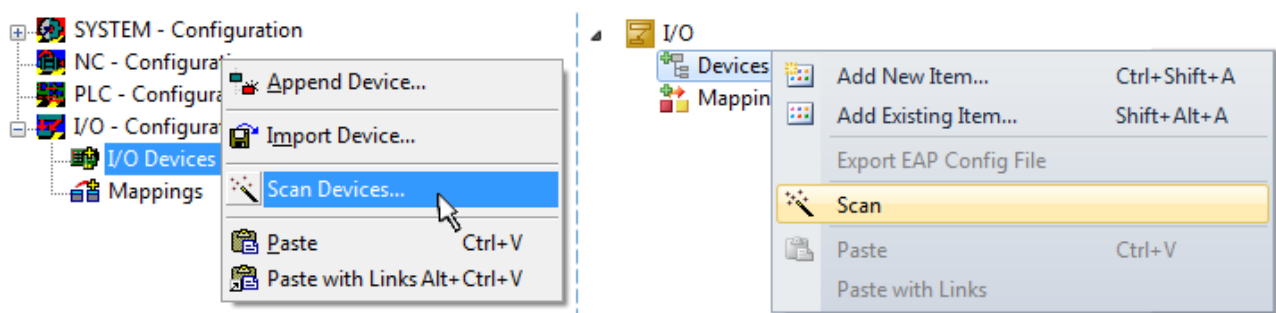 SYSTEM - Configuration
NC - Configurat
PLC - Configura
I/O - Configurat
I/O Devices
Mappings
Append Device...
Import Device...
Scan Devices...
Paste Ctrl+V
Paste with Links Alt+Ctrl+V
I/O
Devices
Mappin
Add New Item... Ctrl+Shift+A
Add Existing Item... Shift+Alt+A
Export EAP Config File
Scan
Paste Ctrl+V
Paste with Links